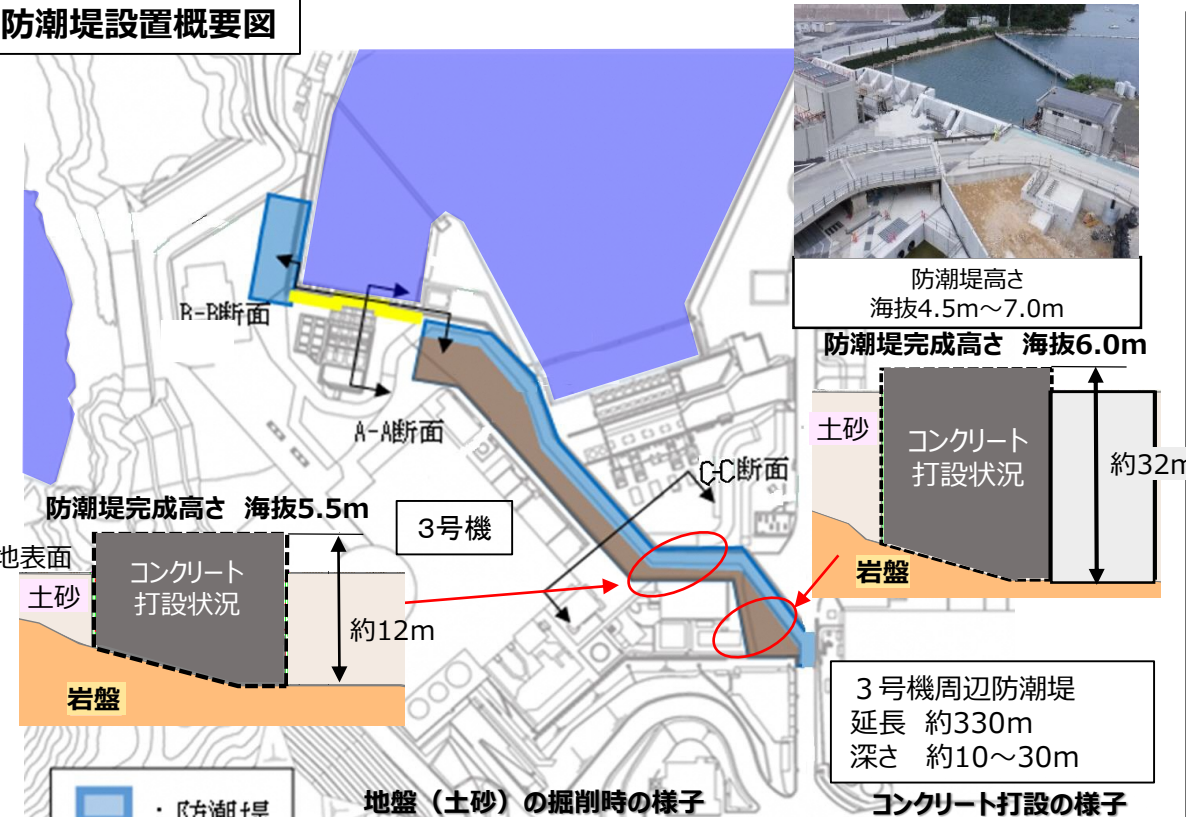 防潮堤設置概要図
防潮堤高さ
海抜4.5m～7.0m
防潮堤完成高さ 海抜6.0m
土砂
コンクリート
打設状況
約32m
岩盤
B-B断面
A-A断面
C-C断面
3号機
防潮堤完成高さ 海抜5.5m
地表面
土砂
コンクリート
打設状況
約12m
岩盤
３号機周辺防潮堤
延長 約330m
深さ 約10～30m
：防潮堤
地盤（土砂）の掘削時の様子
コンクリート打設の様子